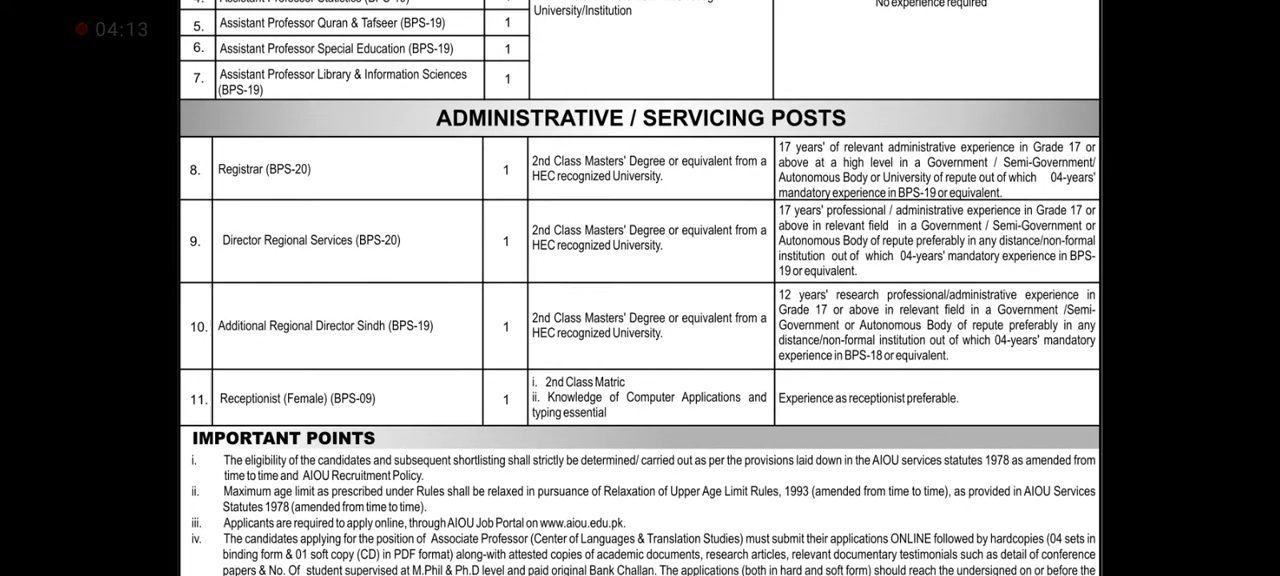 04:13
4. Assistant Professor Statistics (BPS-19) 1
University/Institution
No experience required
5. Assistant Professor Quran & Tafseer (BPS-19) 1
6. Assistant Professor Special Education (BPS-19) 1
7. Assistant Professor Library & Information Sciences
(BPS-19) 1
ADMINISTRATIVE / SERVICING POSTS
8. Registrar (BPS-20) 1
2nd Class Masters' Degree or equivalent from a
HEC recognized University.
17 years' of relevant administrative experience in Grade 17 or
above at a high level in a Government / Semi-Government/
Autonomous Body or University of repute out of which 04-years'
mandatory experience in BPS-19 or equivalent.
9. Director Regional Services (BPS-20) 1
2nd Class Masters' Degree or equivalent from a
HEC recognized University.
17 years' professional / administrative experience in Grade 17 or
above in relevant field in a Government / Semi-Government or
Autonomous Body of repute preferably in any distance/non-formal
institution out of which 04-years' mandatory experience in BPS-
19 or equivalent.
10. Additional Regional Director Sindh (BPS-19) 1
2nd Class Masters' Degree or equivalent from a
HEC recognized University.
12 years' research professional/administrative experience in
Grade 17 or above in relevant field in a Government /Semi-
Government or Autonomous Body of repute preferably in any
distance/non-formal institution out of which 04-years' mandatory
experience in BPS-18 or equivalent.
11. Receptionist (Female) (BPS-09) 1
i. 2nd Class Matric
ii. Knowledge of Computer Applications and
typing essential
Experience as receptionist preferable.
IMPORTANT POINTS
i. The eligibility of the candidates and subsequent shortlisting shall strictly be determined/ carried out as per the provisions laid down in the AIOU services statutes 1978 as amended from
time to time and AIOU Recruitment Policy.
ii. Maximum age limit as prescribed under Rules shall be relaxed in pursuance of Relaxation of Upper Age Limit Rules, 1993 (amended from time to time), as provided in AIOU Services
Statutes 1978 (amended from time to time).
iii. Applicants are required to apply online, through AIOU Job Portal on www.aiou.edu.pk.
iv. The candidates applying for the position of Associate Professor (Center of Languages & Translation Studies) must submit their applications ONLINE followed by hardcopies (04 sets in
binding form & 01 soft copy (CD) in PDF format) along-with attested copies of academic documents, research articles, relevant documentary testimonials such as detail of conference
papers & No. Of student supervised at M.Phil & Ph.D level and paid original Bank Challan. The applications (both in hard and soft form) should reach the undersigned on or before the